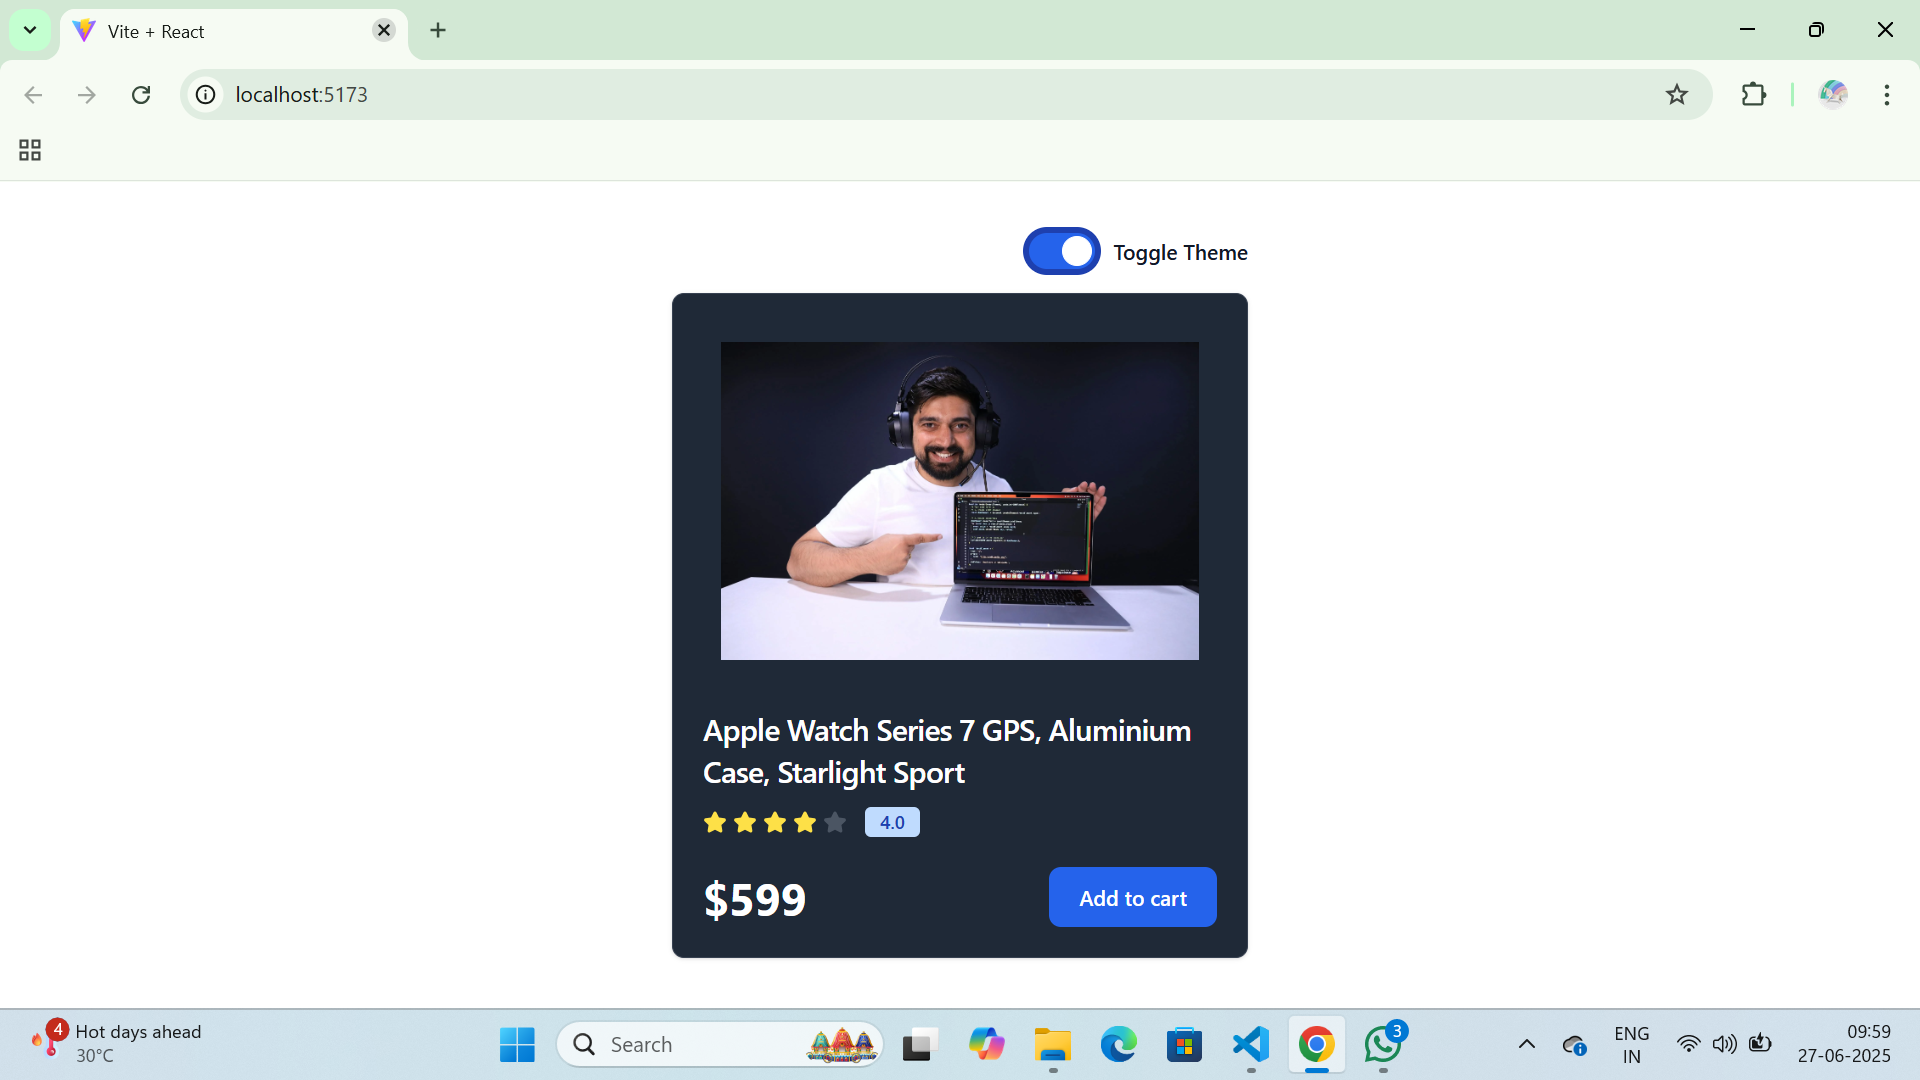 Vite + React
localhost:5173
Toggle Theme
Apple Watch Series 7 GPS, Aluminium
Case, Starlight Sport
4.0
$599
Add to cart
4
Hot days ahead
30°C
Search
3
ENG
IN
09:59
27-06-2025